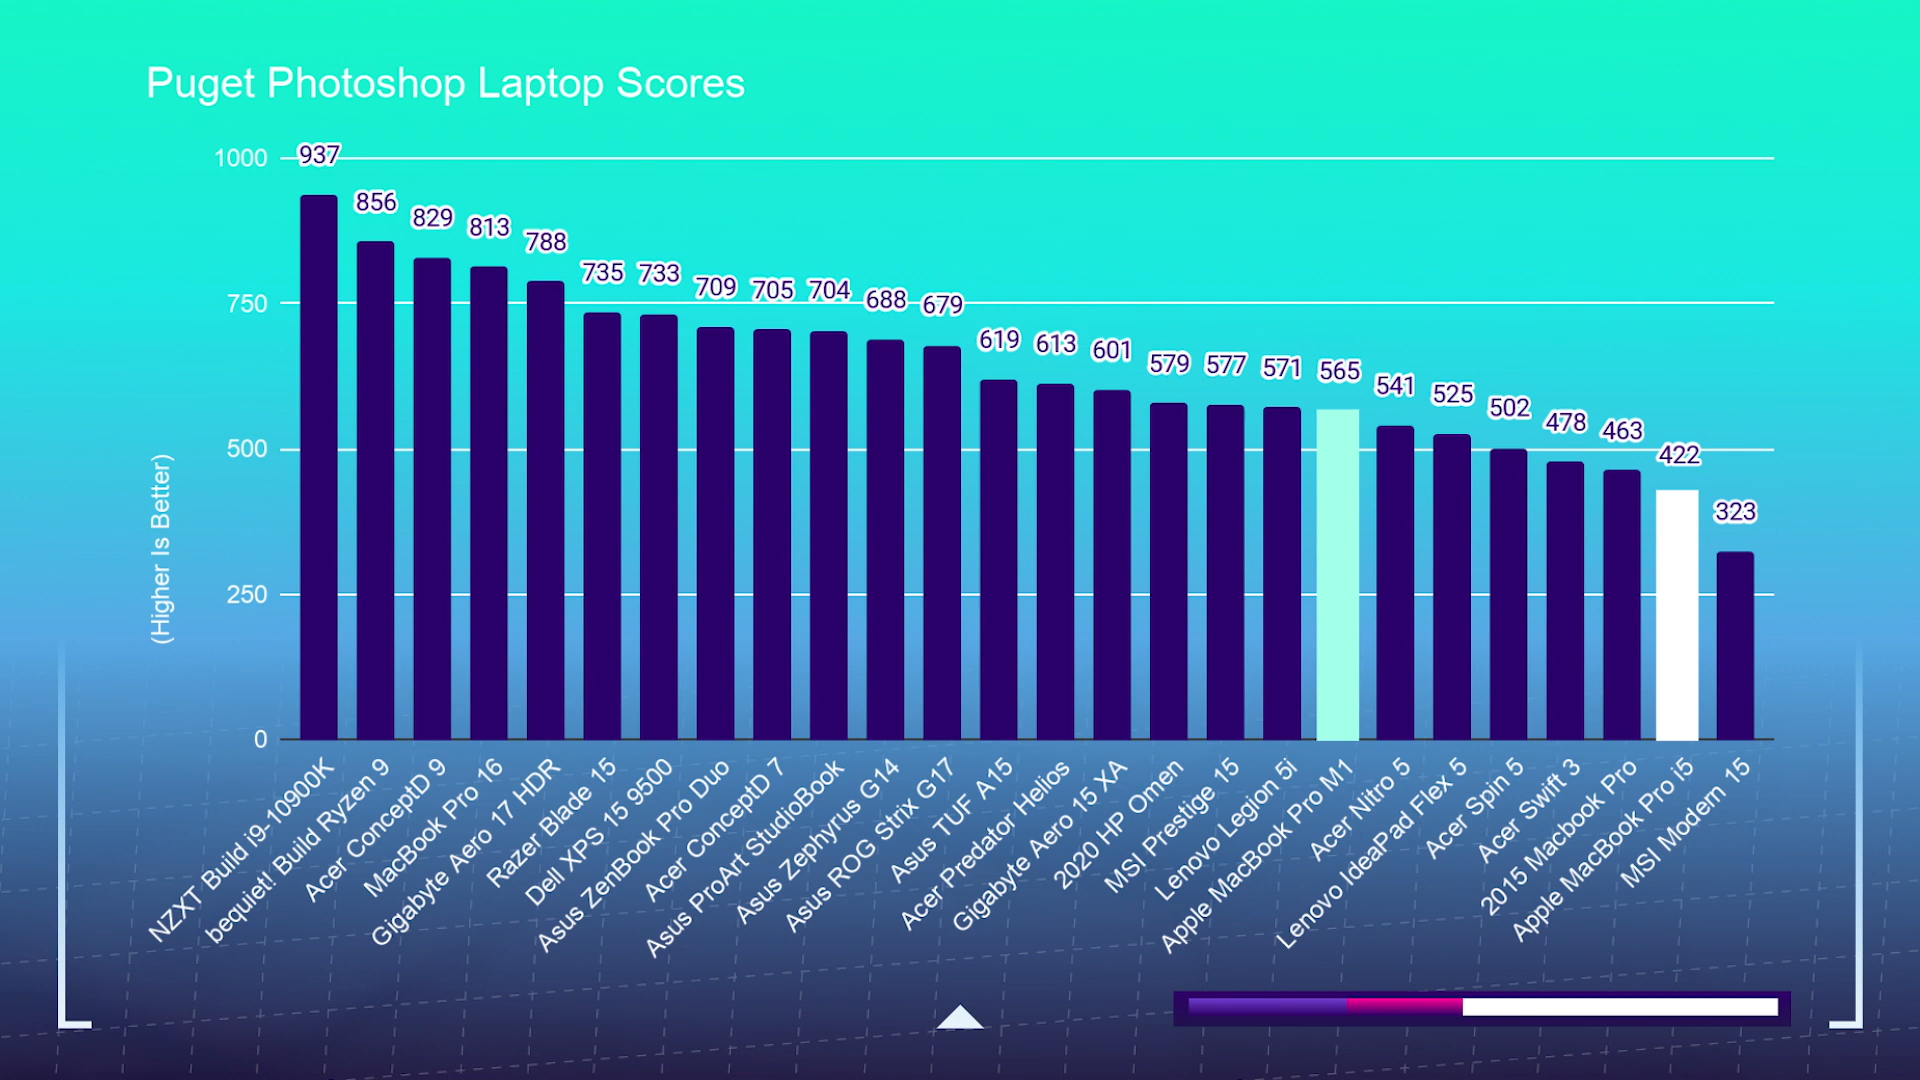 Puget Photoshop Laptop Scores
(Higher Is Better)
1000
750
500
250
0
937
856
829
813
788
735
733
709
705
704
688
679
619
613
601
579
577
571
565
541
525
502
478
463
422
323
NZXT Build i9-10900K
bequiet! Build Ryzen 9
Acer ConceptD 9
MacBook Pro 16
Gigabyte Aero 17 HDR
Razer Blade 15
Dell XPS 15 9500
Asus ZenBook Pro Duo
Acer ConceptD 7
Asus ProArt StudioBook
Asus Zephyrus G14
Asus ROG Strix G17
Asus TUF A15
Acer Predator Helios
Gigabyte Aero 15 XA
2020 HP Omen
MSI Prestige 15
Lenovo Legion 5i
Apple MacBook Pro M1
Acer Nitro 5
Lenovo IdeaPad Flex 5
Acer Spin 5
Acer Swift 3
2015 Macbook Pro
Apple MacBook Pro i5
MSI Modern 15